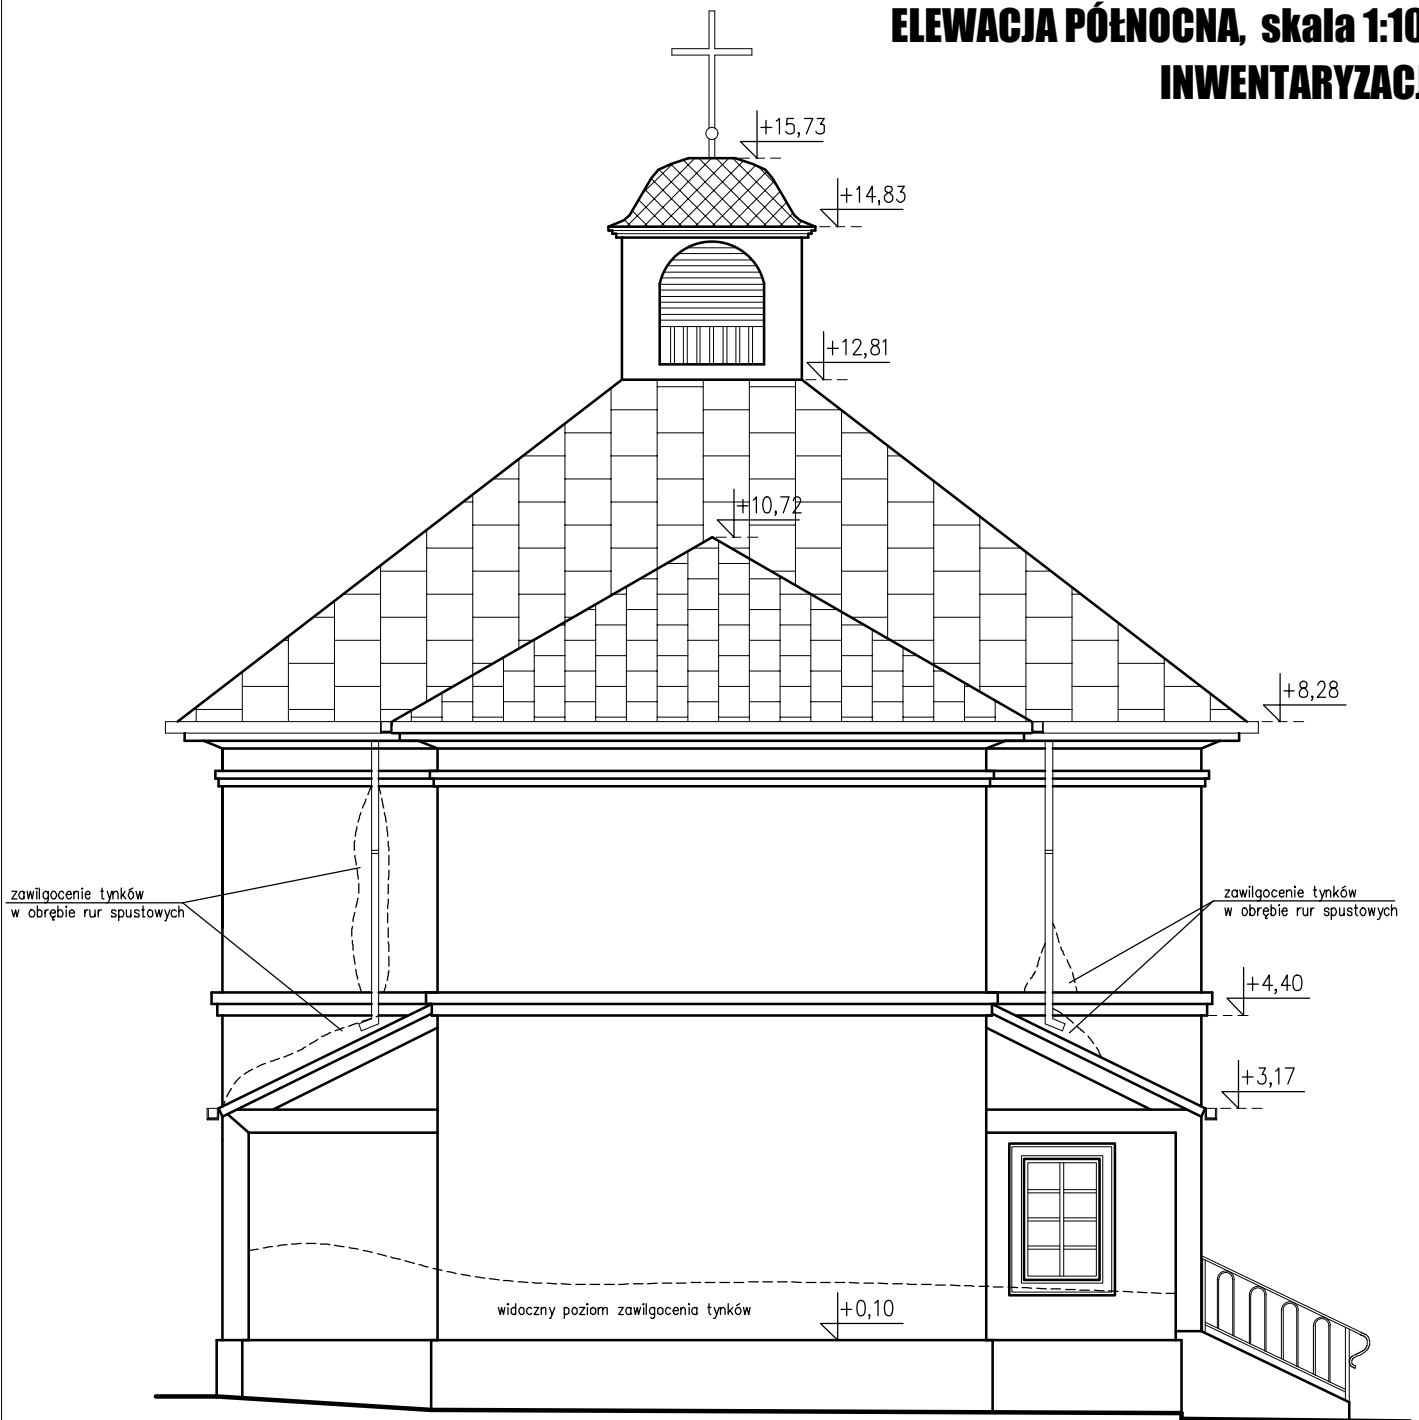 ELEWACJA PÓŁNOCNA, skala 1:10
INWENTARYZACJ
+15,73
+14,83
+12,81
+10,72
+8,28
zawilgocenie tynków
w obrębie rur spustowych
zawilgocenie tynków
w obrębie rur spustowych
+4,40
+3,17
widoczny poziom zawilgocenia tynków
+0,10